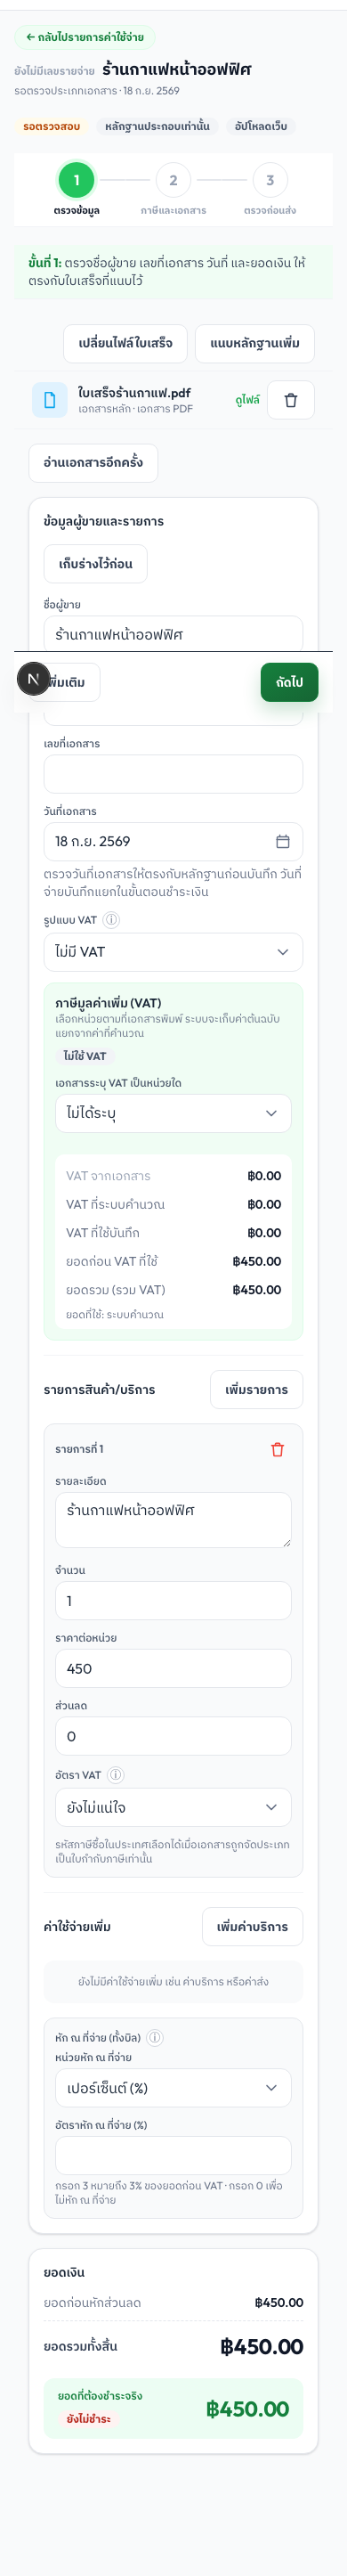 ← กลับไปรายการค่าใช้จ่าย
ยังไม่มีเลขรายจ่าย ร้านกาแฟหน้าออฟฟิศ
รอตรวจประเภทเอกสาร · 18 ก.ย. 2569
รอตรวจสอบ หลักฐานประกอบเท่านั้น อัปโหลดเว็บ
1 2 3
ตรวจข้อมูล ภาษีและเอกสาร ตรวจก่อนส่ง
ขั้นที่ 1: ตรวจชื่อผู้ขาย เลขที่เอกสาร วันที่ และยอดเงิน ให้
ตรงกับใบเสร็จที่แนบไว้
เปลี่ยนไฟล์ใบเสร็จ แนบหลักฐานเพิ่ม
ใบเสร็จร้านกาแฟ.pdf
เอกสารหลัก · เอกสาร PDF
ดูไฟล์
อ่านเอกสารอีกครั้ง
ข้อมูลผู้ขายและรายการ
เก็บร่างไว้ก่อน
ชื่อผู้ขาย
ร้านกาแฟหน้าออฟฟิศ
N พิ่มเติม ถัดไป
เลขที่เอกสาร
วันที่เอกสาร
18 ก.ย. 2569
ตรวจวันที่เอกสารให้ตรงกับหลักฐานก่อนบันทึก วันที่
จ่ายบันทึกแยกในขั้นตอนชำระเงิน
รูปแบบ VAT ⓘ
ไม่มี VAT
ภาษีมูลค่าเพิ่ม (VAT)
เลือกหน่วยตามที่เอกสารพิมพ์ ระบบจะเก็บค่าต้นฉบับ
แยกจากค่าที่คำนวณ
ไม่ใช้ VAT
เอกสารระบุ VAT เป็นหน่วยใด
ไม่ได้ระบุ
VAT จากเอกสาร ฿0.00
VAT ที่ระบบคำนวณ ฿0.00
VAT ที่ใช้บันทึก ฿0.00
ยอดก่อน VAT ที่ใช้ ฿450.00
ยอดรวม (รวม VAT) ฿450.00
ยอดที่ใช้: ระบบคำนวณ
รายการสินค้า/บริการ เพิ่มรายการ
รายการที่ 1
รายละเอียด
ร้านกาแฟหน้าออฟฟิศ
จำนวน
1
ราคาต่อหน่วย
450
ส่วนลด
0
อัตรา VAT ⓘ
ยังไม่แน่ใจ
รหัสภาษีซื้อในประเทศเลือกได้เมื่อเอกสารถูกจัดประเภท
เป็นใบกำกับภาษีเท่านั้น
ค่าใช้จ่ายเพิ่ม เพิ่มค่าบริการ
ยังไม่มีค่าใช้จ่ายเพิ่ม เช่น ค่าบริการ หรือค่าส่ง
หัก ณ ที่จ่าย (ทั้งบิล) ⓘ
หน่วยหัก ณ ที่จ่าย
เปอร์เซ็นต์ (%)
อัตราหัก ณ ที่จ่าย (%)
กรอก 3 หมายถึง 3% ของยอดก่อน VAT · กรอก 0 เพื่อ
ไม่หัก ณ ที่จ่าย
ยอดเงิน
ยอดก่อนหักส่วนลด ฿450.00
ยอดรวมทั้งสิ้น ฿450.00
ยอดที่ต้องชำระจริง
ยังไม่ชำระ
฿450.00